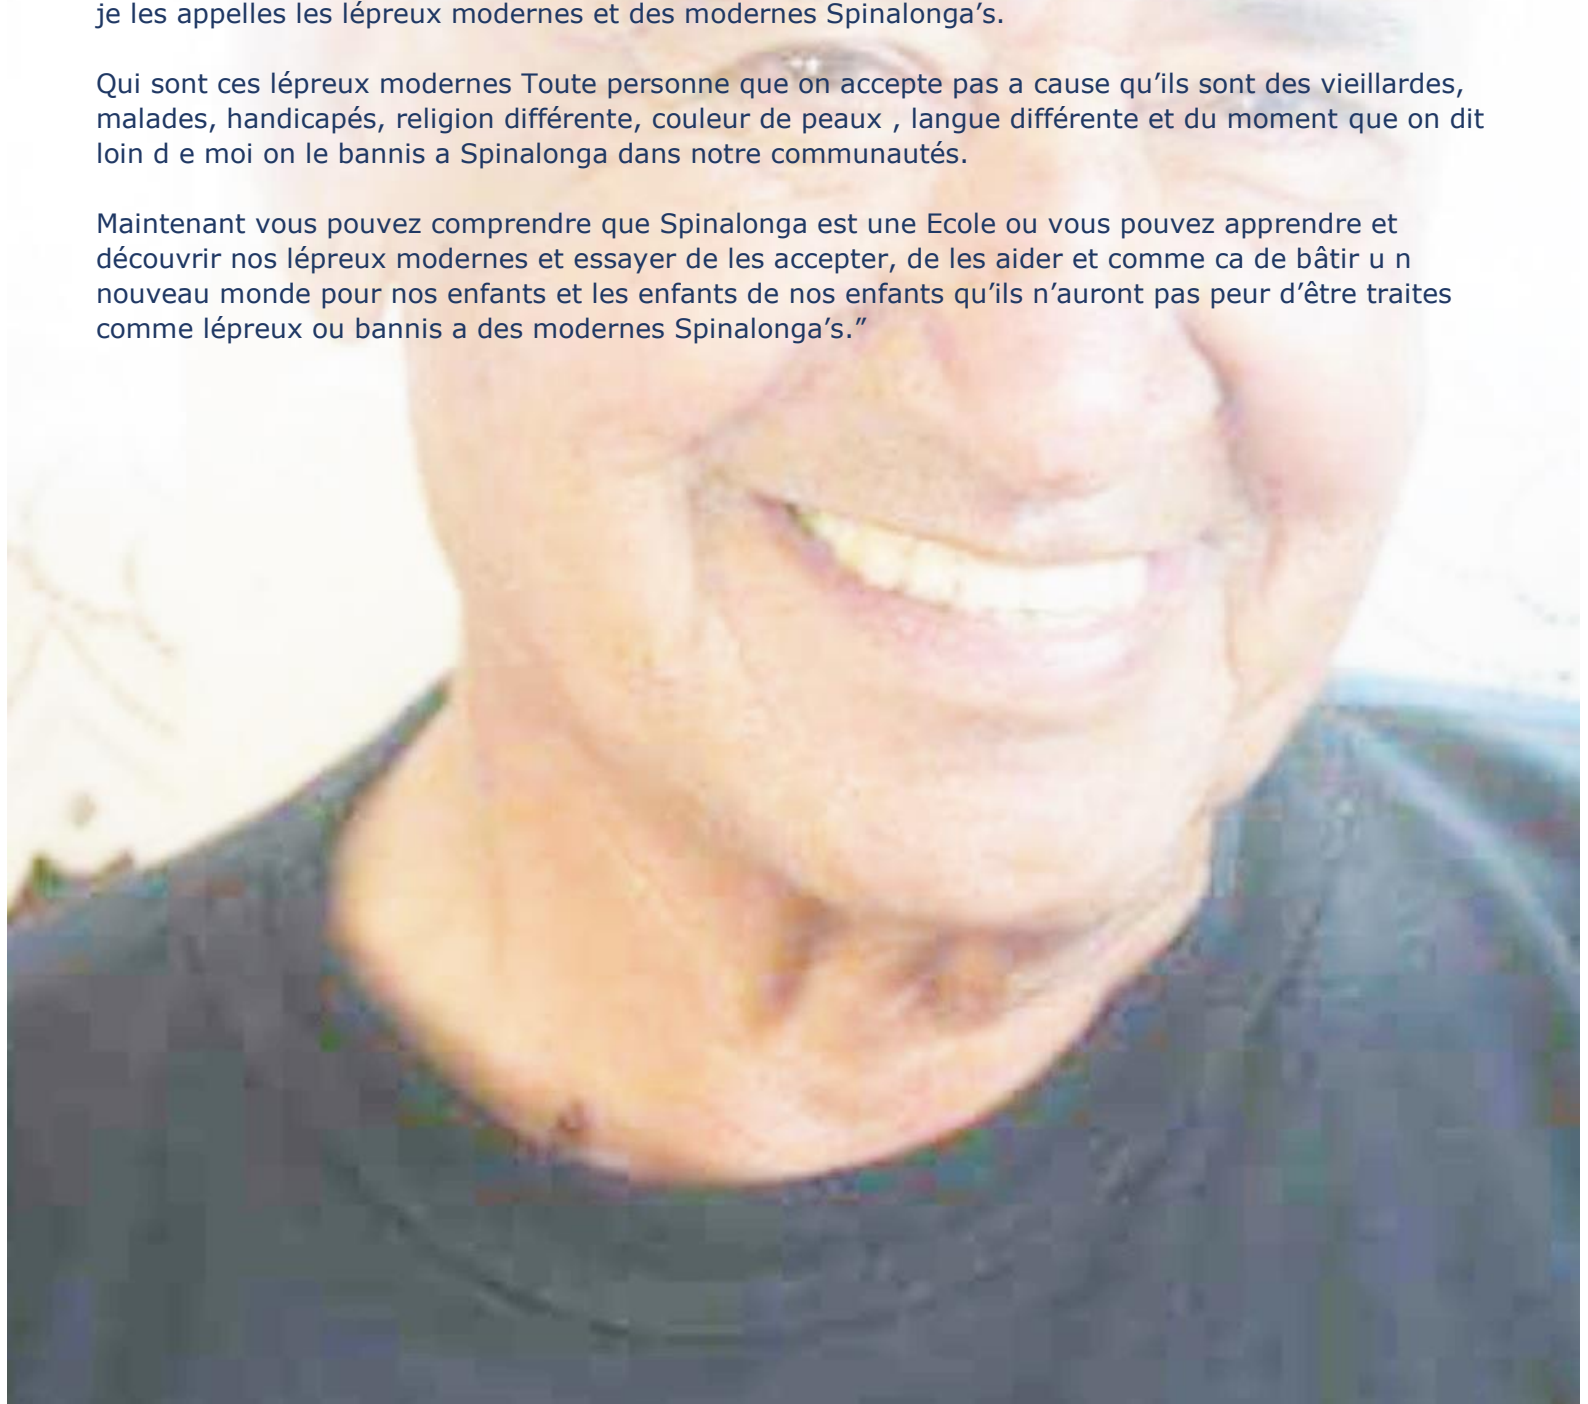 je les appelles les lépreux modernes et des modernes Spinalonga’s.
Qui sont ces lépreux modernes Toute personne que on accepte pas a cause qu’ils sont des vieillardes,
malades, handicapés, religion différente, couleur de peaux , langue différente et du moment que on dit
loin d e moi on le bannis a Spinalonga dans notre communautés.
Maintenant vous pouvez comprendre que Spinalonga est une Ecole ou vous pouvez apprendre et
découvrir nos lépreux modernes et essayer de les accepter, de les aider et comme ca de bâtir u n
nouveau monde pour nos enfants et les enfants de nos enfants qu’ils n’auront pas peur d’être traites
comme lépreux ou bannis a des modernes Spinalonga’s.”